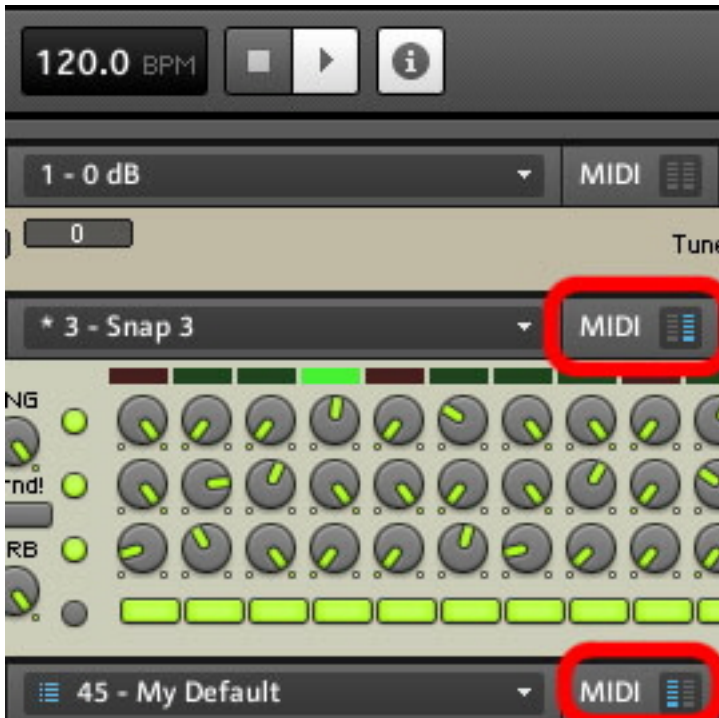 120.0 BPM
1 - 0 dB MIDI
0
Tune
* 3 - Snap 3 MIDI
NG
rnd!
RB
45 - My Default MIDI